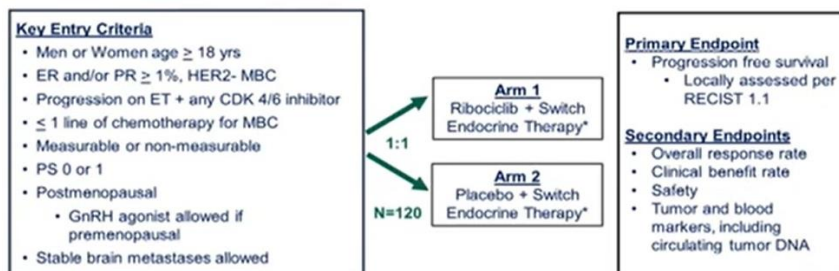 Key Entry Criteria
• Men or Women age ≥ 18 yrs
• ER and/or PR ≥ 1%, HER2- MBC
• Progression on ET + any CDK 4/6 inhibitor
• ≤ 1 line of chemotherapy for MBC
• Measurable or non-measurable
• PS 0 or 1
• Postmenopausal
• GnRH agonist allowed if
premenopausal
• Stable brain metastases allowed
1:1
N=120
Arm 1
Ribociclib + Switch
Endocrine Therapy*
Arm 2
Placebo + Switch
Endocrine Therapy*
Primary Endpoint
• Progression free survival
• Locally assessed per
RECIST 1.1
Secondary Endpoints
• Overall response rate
• Clinical benefit rate
• Safety
• Tumor and blood
markers, including
circulating tumor DNA